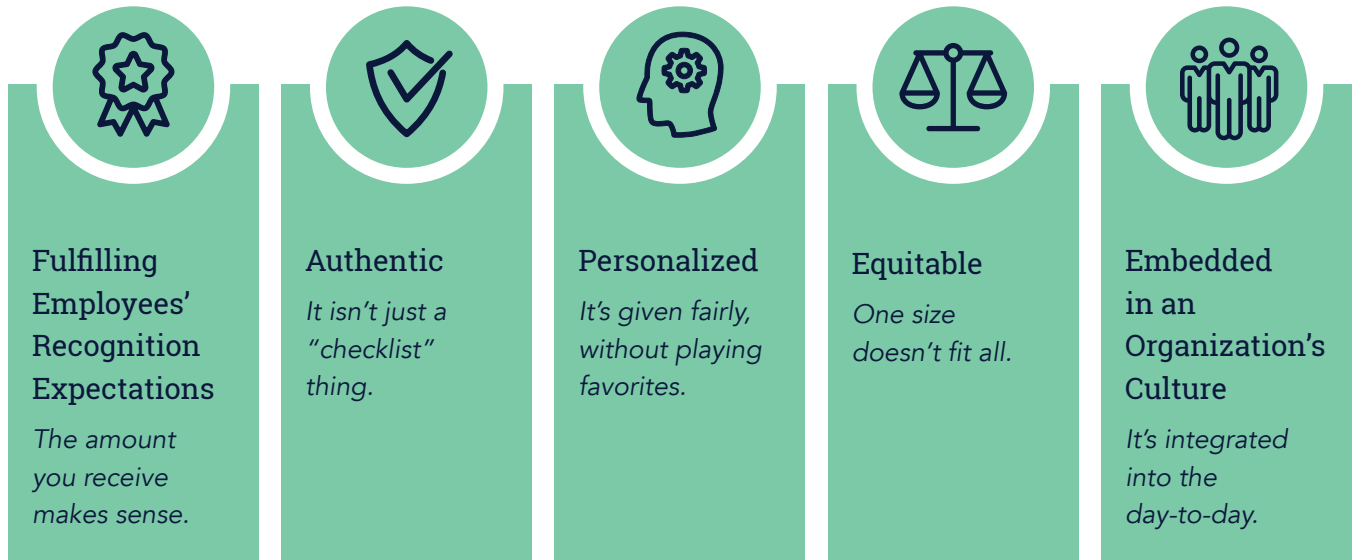 Fulfilling
Employees’
Recognition
Expectations
The amount
you receive
makes sense.
Authentic
It isn’t just a
“checklist”
thing.
Personalized
It’s given fairly,
without playing
favorites.
Equitable
One size
doesn’t fit all.
Embedded
in an
Organization’s
Culture
It’s integrated
into the
day-to-day.